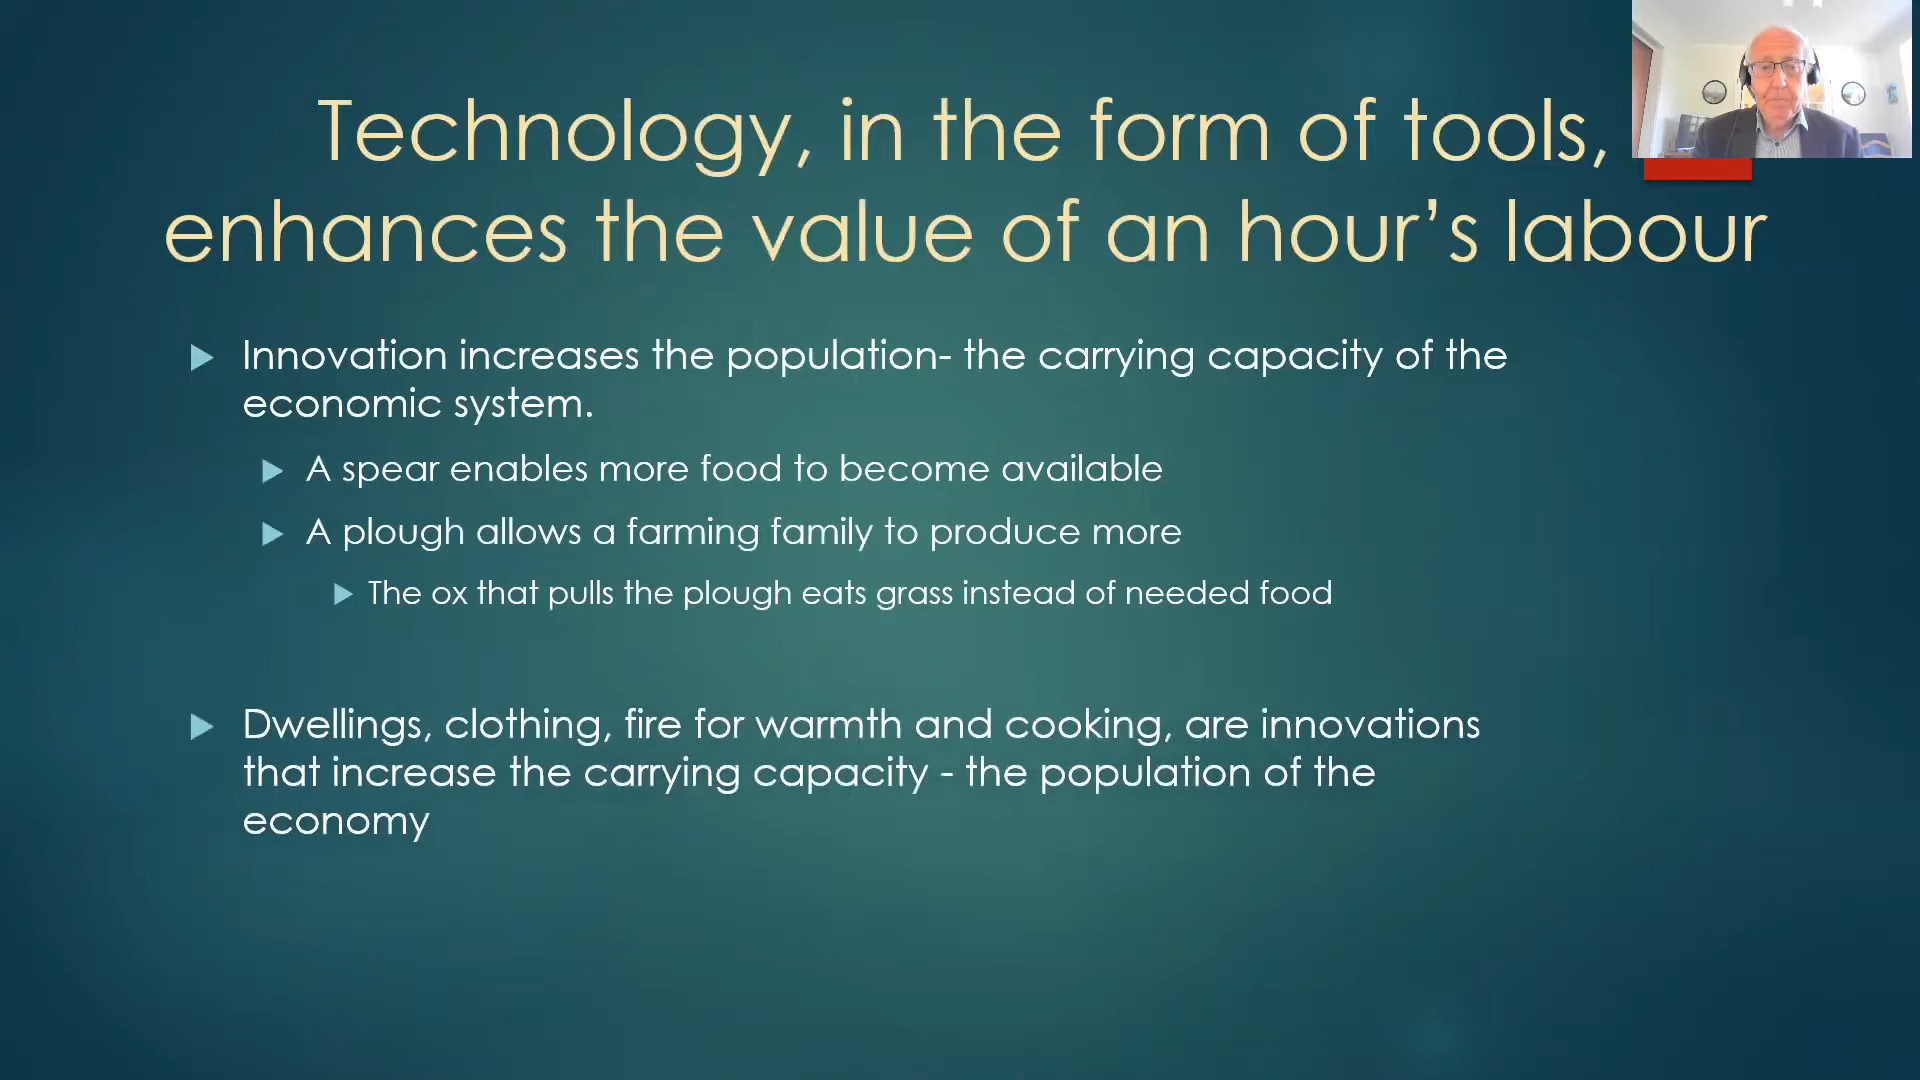 Technology, in the form of tools,
enhances the value of an hour’s labour
Innovation increases the population- the carrying capacity of the
economic system.
A spear enables more food to become available
A plough allows a farming family to produce more
The ox that pulls the plough eats grass instead of needed food
Dwellings, clothing, fire for warmth and cooking, are innovations
that increase the carrying capacity - the population of the
economy